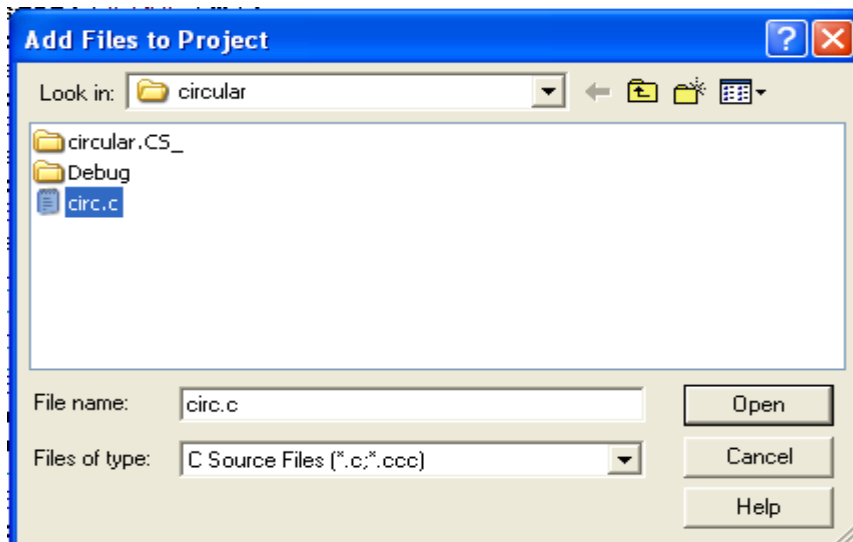 Add Files to Project
Look in: circular
circular.CS_
Debug
circ.c
File name: circ.c Open
Files of type: C Source Files (*.c;*.ccc) Cancel
Help